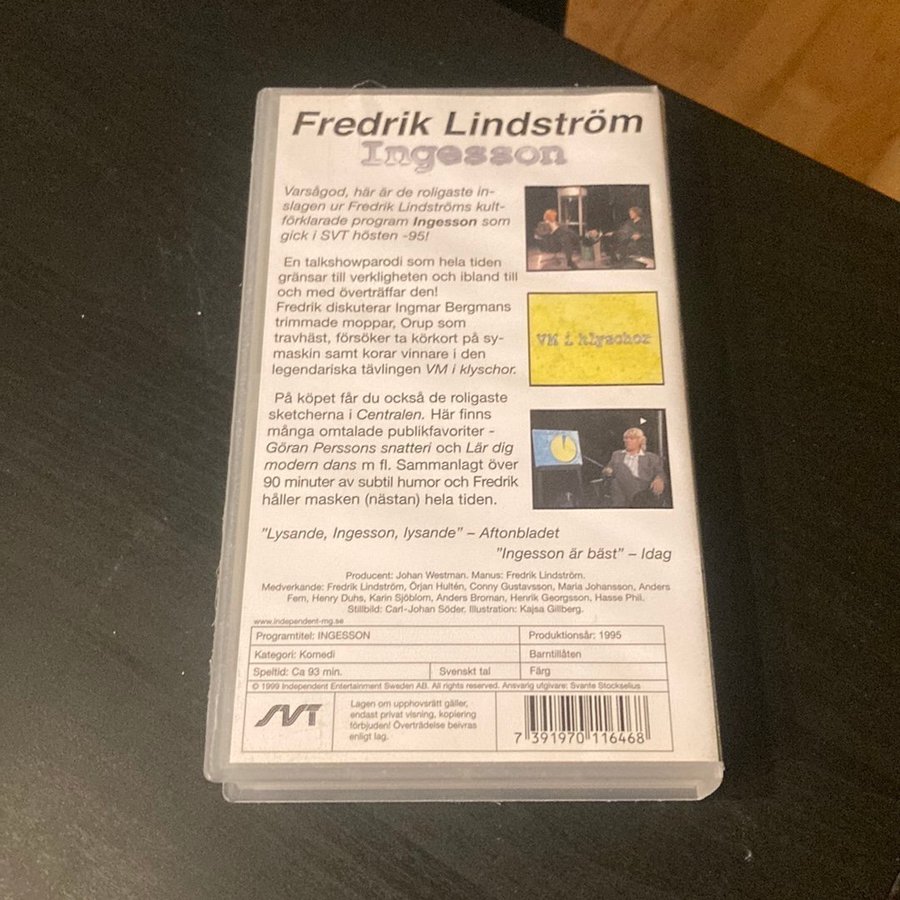 Fredrik Lindström
Ingesson
Varsågod, här är de roligaste in-
slagen ur Fredrik Lindströms kult-
förklarade program Ingesson som
gick i SVT hösten -95!
En talkshowparodi som hela tiden
gränsar till verkligheten och ibland till
och med överträffar den!
Fredrik diskuterar Ingmar Bergmans
trimmade moppar, Orup som
travhäst, försöker ta körkort på sy-
maskin samt korar vinnare i den
legendariska tävlingen VM i klyschor.
VM i klyschor
På köpet får du också de roligaste
sketcherna i Centralen. Här finns
många omtalade publikfavoriter -
Göran Perssons snatteri och Lär dig
modern dans m fl. Sammanlagt över
90 minuter av subtil humor och Fredrik
håller masken (nästan) hela tiden.
"Lysande, Ingesson, lysande" – Aftonbladet
"Ingesson är bäst" – Idag
Producent: Johan Westman. Manus: Fredrik Lindström.
Medverkande: Fredrik Lindström, Örjan Hultén, Conny Gustavsson, Maria Johansson, Anders
Fern, Henry Duhs, Karin Sjöblom, Anders Broman, Henrik Georgsson, Hasse Phil.
Stillbild: Carl-Johan Söder. Illustration: Kajsa Gillberg.
www.independent-mg.se
Programtitel: INGESSON
Produktionsår: 1995
Kategori: Komedi
Barntillåten
Speltid: Ca 93 min.
Svenskt tal
Färg
© 1999 Independent Entertainment Sweden AB. All rights reserved. Ansvarig utgivare: Svante Stockselius
SVT
Lagen om upphovsrätt gäller,
endast privat visning, kopiering
förbjuden! Överträdelse beivras
enligt lag.
7 391970 116468